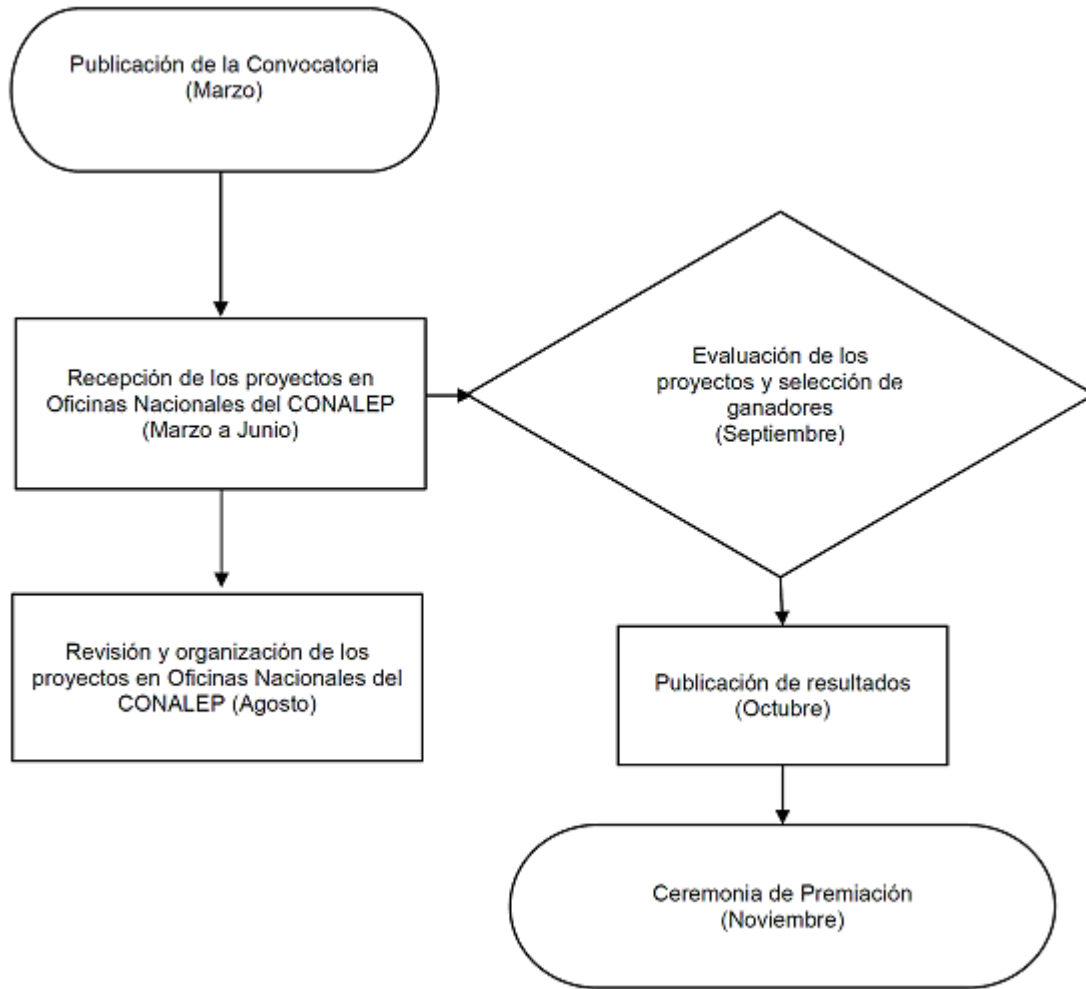 Publicación de la Convocatoria
(Marzo)
Recepción de los proyectos en
Oficinas Nacionales del CONALEP
(Marzo a Junio)
Revisión y organización de los
proyectos en Oficinas Nacionales del
CONALEP (Agosto)
Evaluación de los
proyectos y selección de
ganadores
(Septiembre)
Publicación de resultados
(Octubre)
Ceremonia de Premiación
(Noviembre)